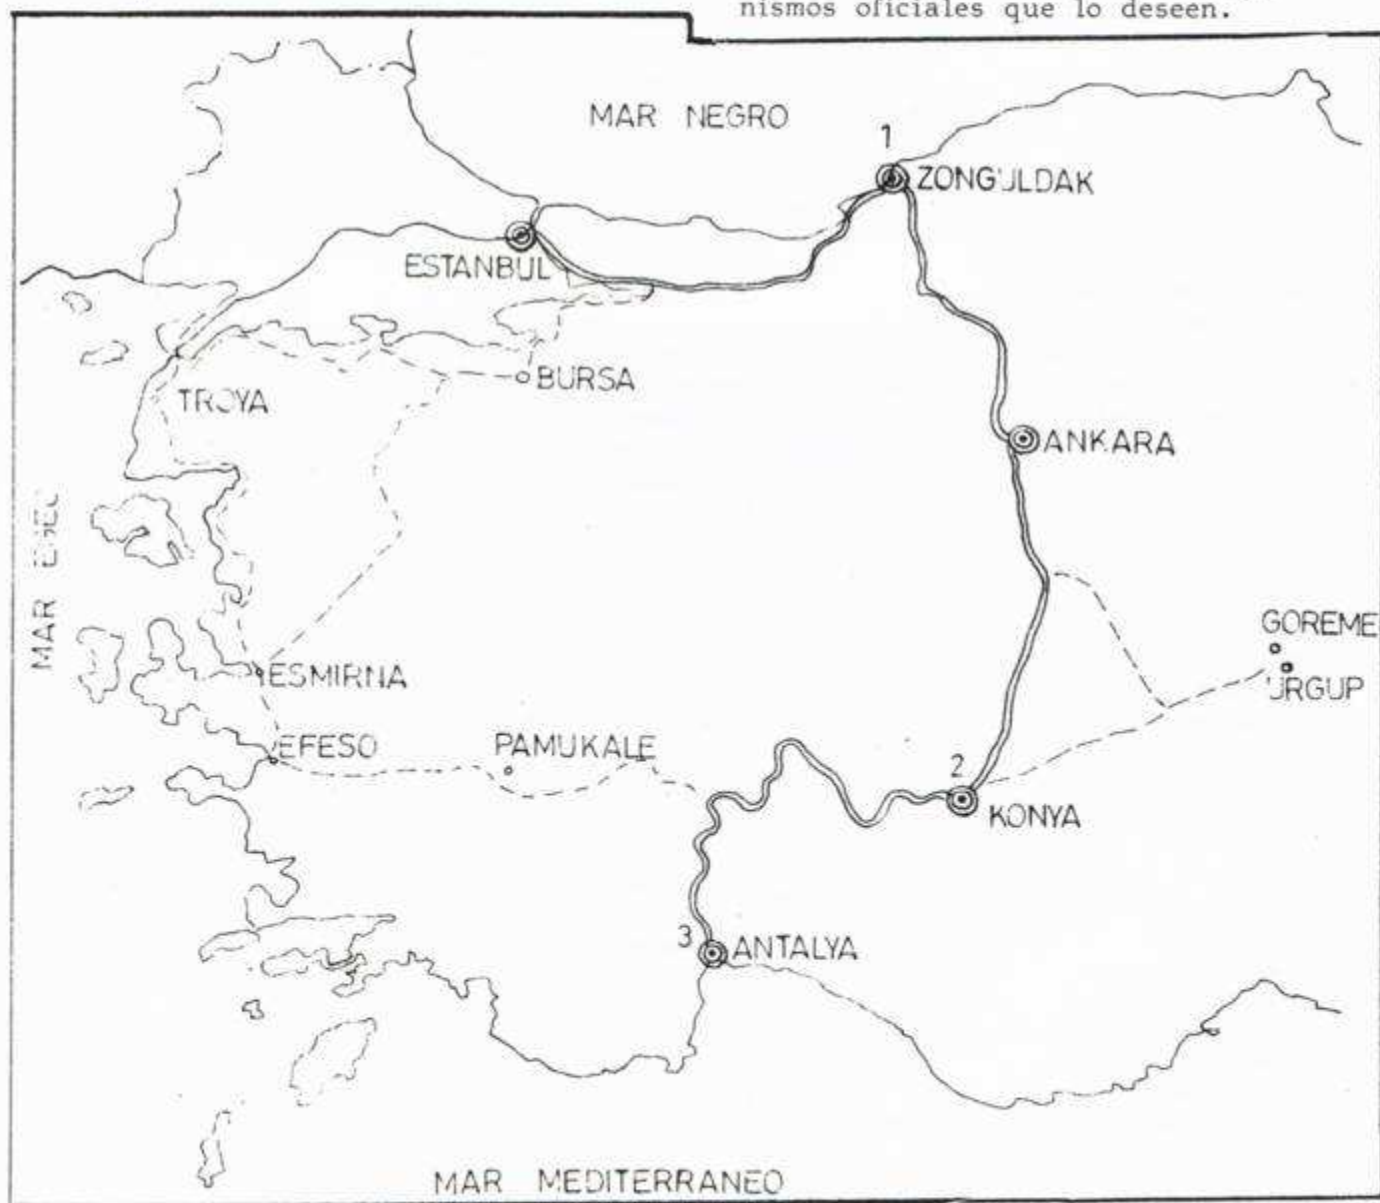 nismos oficiales que lo deseen.
MAR NEGRO
1
ZONGULDAK
ESTANBUL
BURSA
TROYA
ANKARA
MAR EGEO
GOREME
URGUP
ESMIRNA
EFESO
PAMUKALE
2
KONYA
3
ANTALYA
MAR MEDITERRANEO